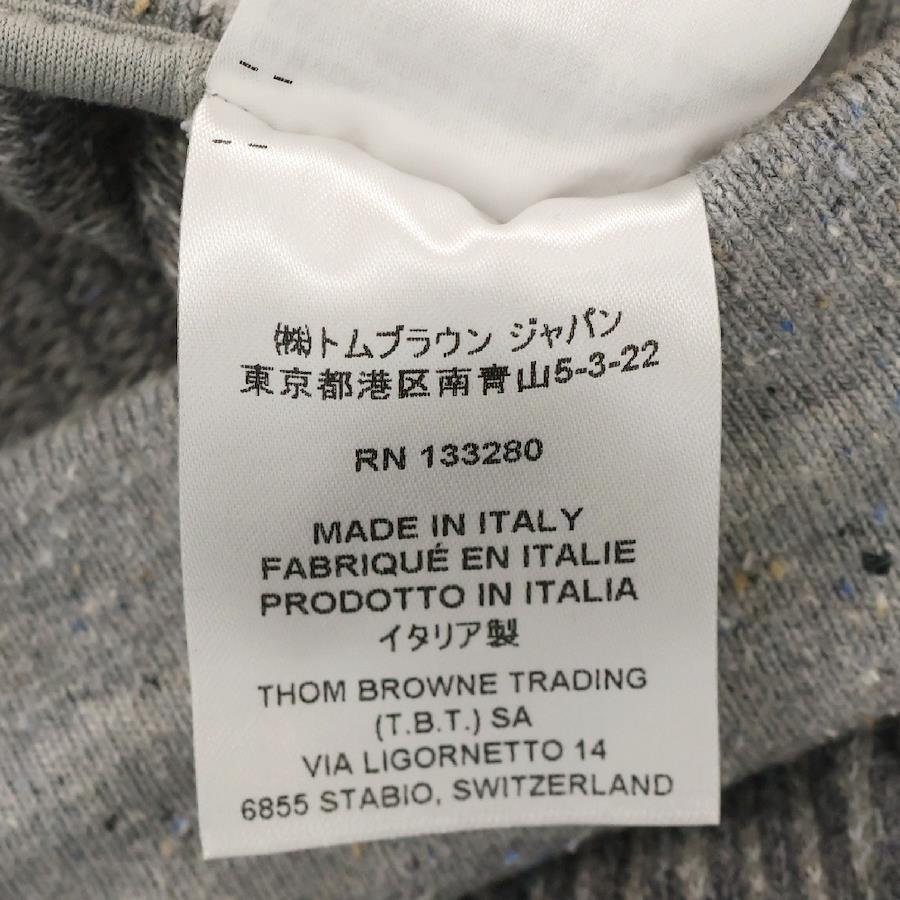 ㈱トムブラウン ジャパン
東京都港区南青山5-3-22
RN 133280
MADE IN ITALY
FABRIQUÉ EN ITALIE
PRODOTTO IN ITALIA
イタリア製
THOM BROWNE TRADING
(T.B.T.) SA
VIA LIGORNETTO 14
6855 STABIO, SWITZERLAND